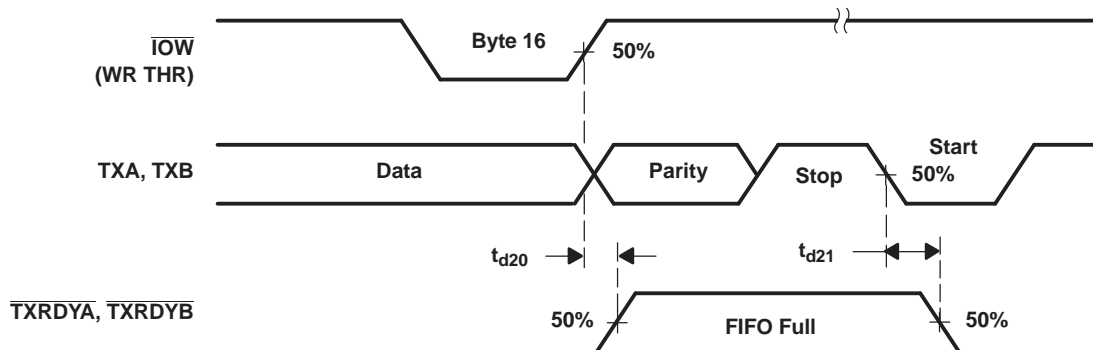 IOW
(WR THR)
Byte 16
50%
TXA, TXB
Data
Parity
Stop
Start
50%
td20
td21
TXRDYA, TXRDYB
50%
FIFO Full
50%